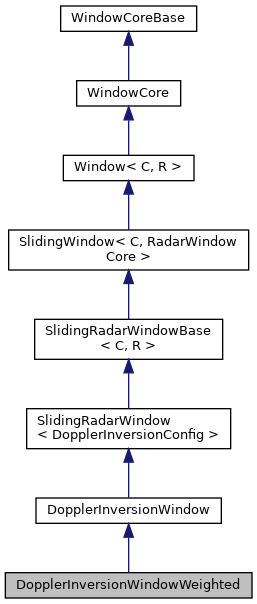 WindowCoreBase
WindowCore
Window< C, R >
SlidingWindow< C, RadarWindow
Core >
SlidingRadarWindowBase
< C, R >
SlidingRadarWindow
< DopplerInversionConfig >
DopplerInversionWindow
DopplerInversionWindowWeighted